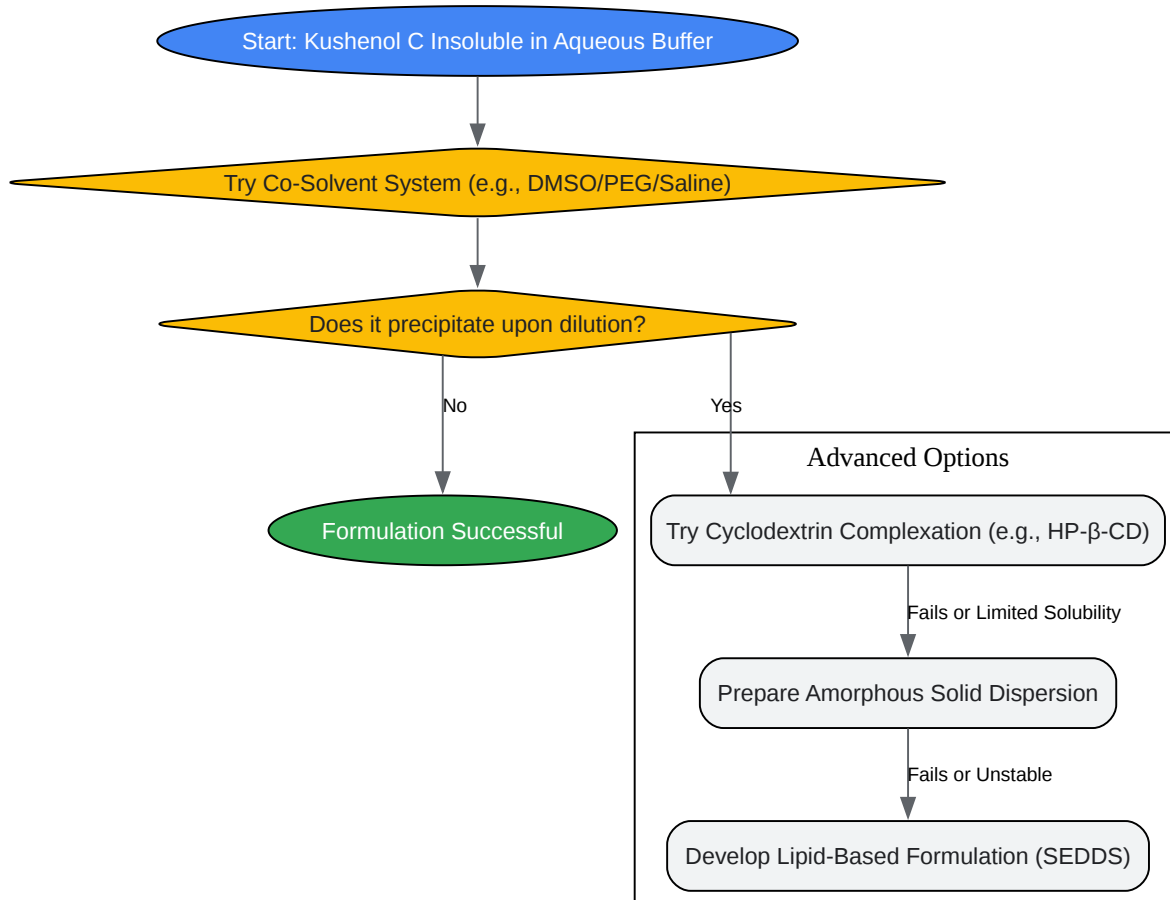 Start: Kushenol C Insoluble in Aqueous Buffer
Try Co-Solvent System (e.g., DMSO/PEG/Saline)
Does it precipitate upon dilution?
No
Yes
Advanced Options
Formulation Successful
Try Cyclodextrin Complexation (e.g., HP-β-CD)
Fails or Limited Solubility
Prepare Amorphous Solid Dispersion
Fails or Unstable
Develop Lipid-Based Formulation (SEDDS)